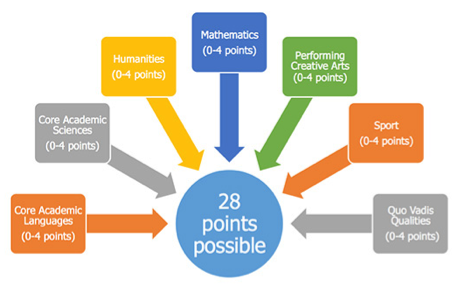 Mathematics
(0-4 points)
Humanities
(0-4 points)
Performing
Creative Arts
(0-4 points)
Core Academic
Sciences
(0-4 points)
Sport
(0-4 points)
Core Academic
Languages
(0-4 points)
28
points
possible
Quo Vadis
Qualities
(0-4 points)